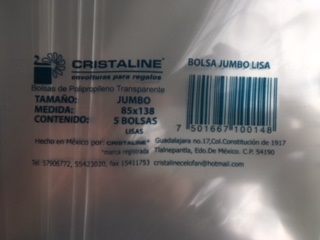 2
CRISTALINE®
envolturas para regalos
BOLSA JUMBO LISA
Bolsas de Polipropileno Transparente
TAMAÑO: JUMBO
MEDIDA: 85x138
CONTENIDO: 5 BOLSAS
LISAS
7 501667 100148
Hecho en México por: CRISTALINE®
*marca registrada
Guadalajara no.17,Col.Constitución de 1917
Tlalnepantla, Edo.De México. C.P. 54190
Tel 57896772, fax 15411753 cristalinecelofan@hotmail.com